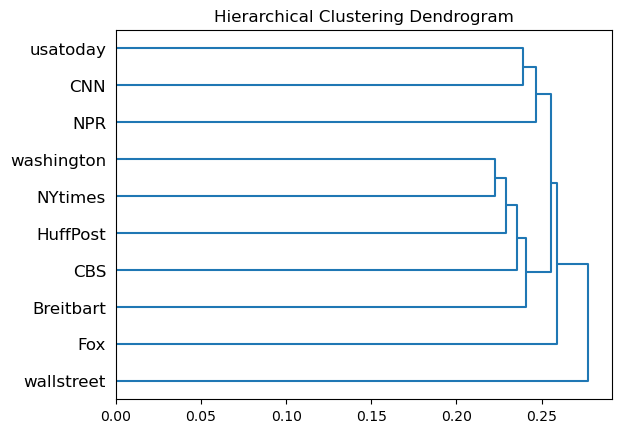 Hierarchical Clustering Dendrogram
usatoday
CNN
NPR
washington
NYtimes
HuffPost
CBS
Breitbart
Fox
wallstreet
0.00 0.05 0.10 0.15 0.20 0.25